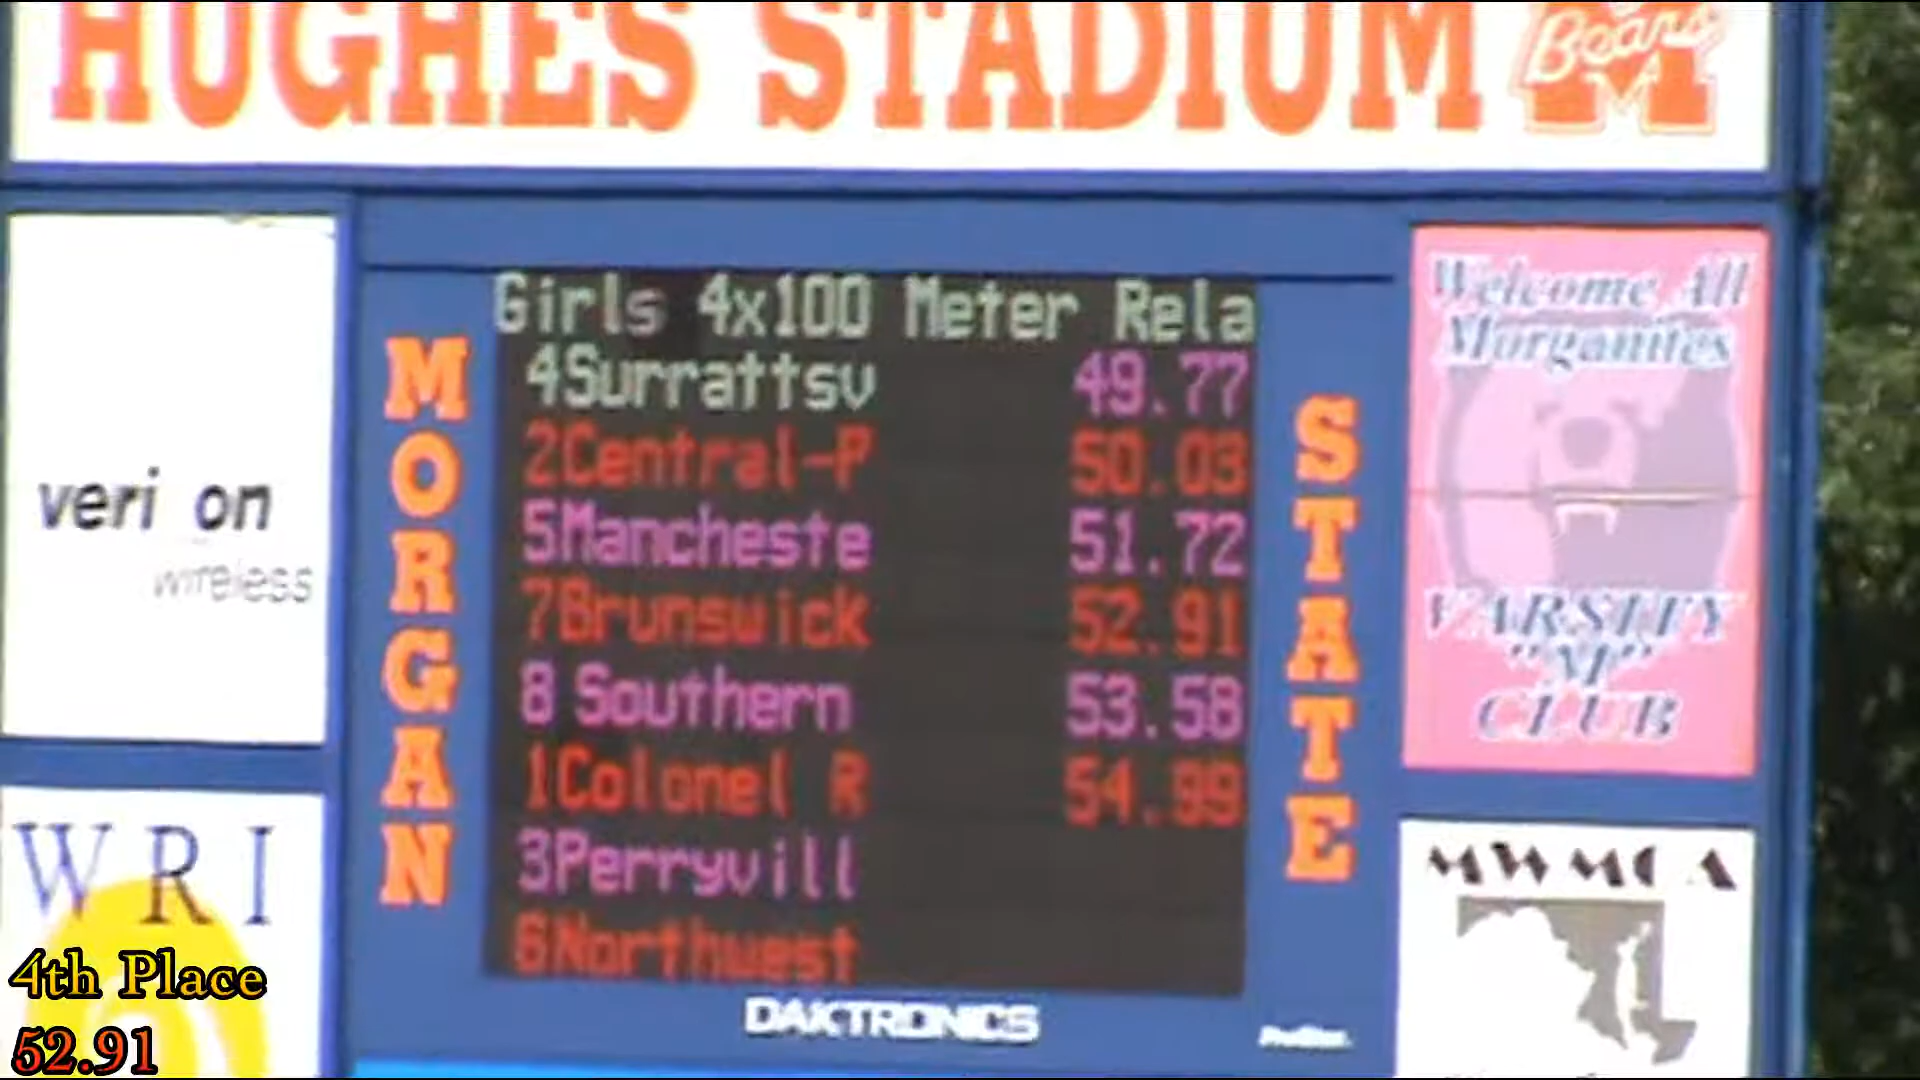 HUGHES STADIUM
Bears
M
veri on
wireless
W R I
MORGAN
Girls 4x100 Meter Rela
4Surrattsv 49.77
2Central-P 50.03
5Mancheste 51.72
7Brunswick 52.91
8 Southern 53.58
1Colonel R 54.99
3Perryvill
6Northwest
STATE
DAKTRONICS
Welcome All
Morganites
VARSITY
"M"
CLUB
4th Place
52.91